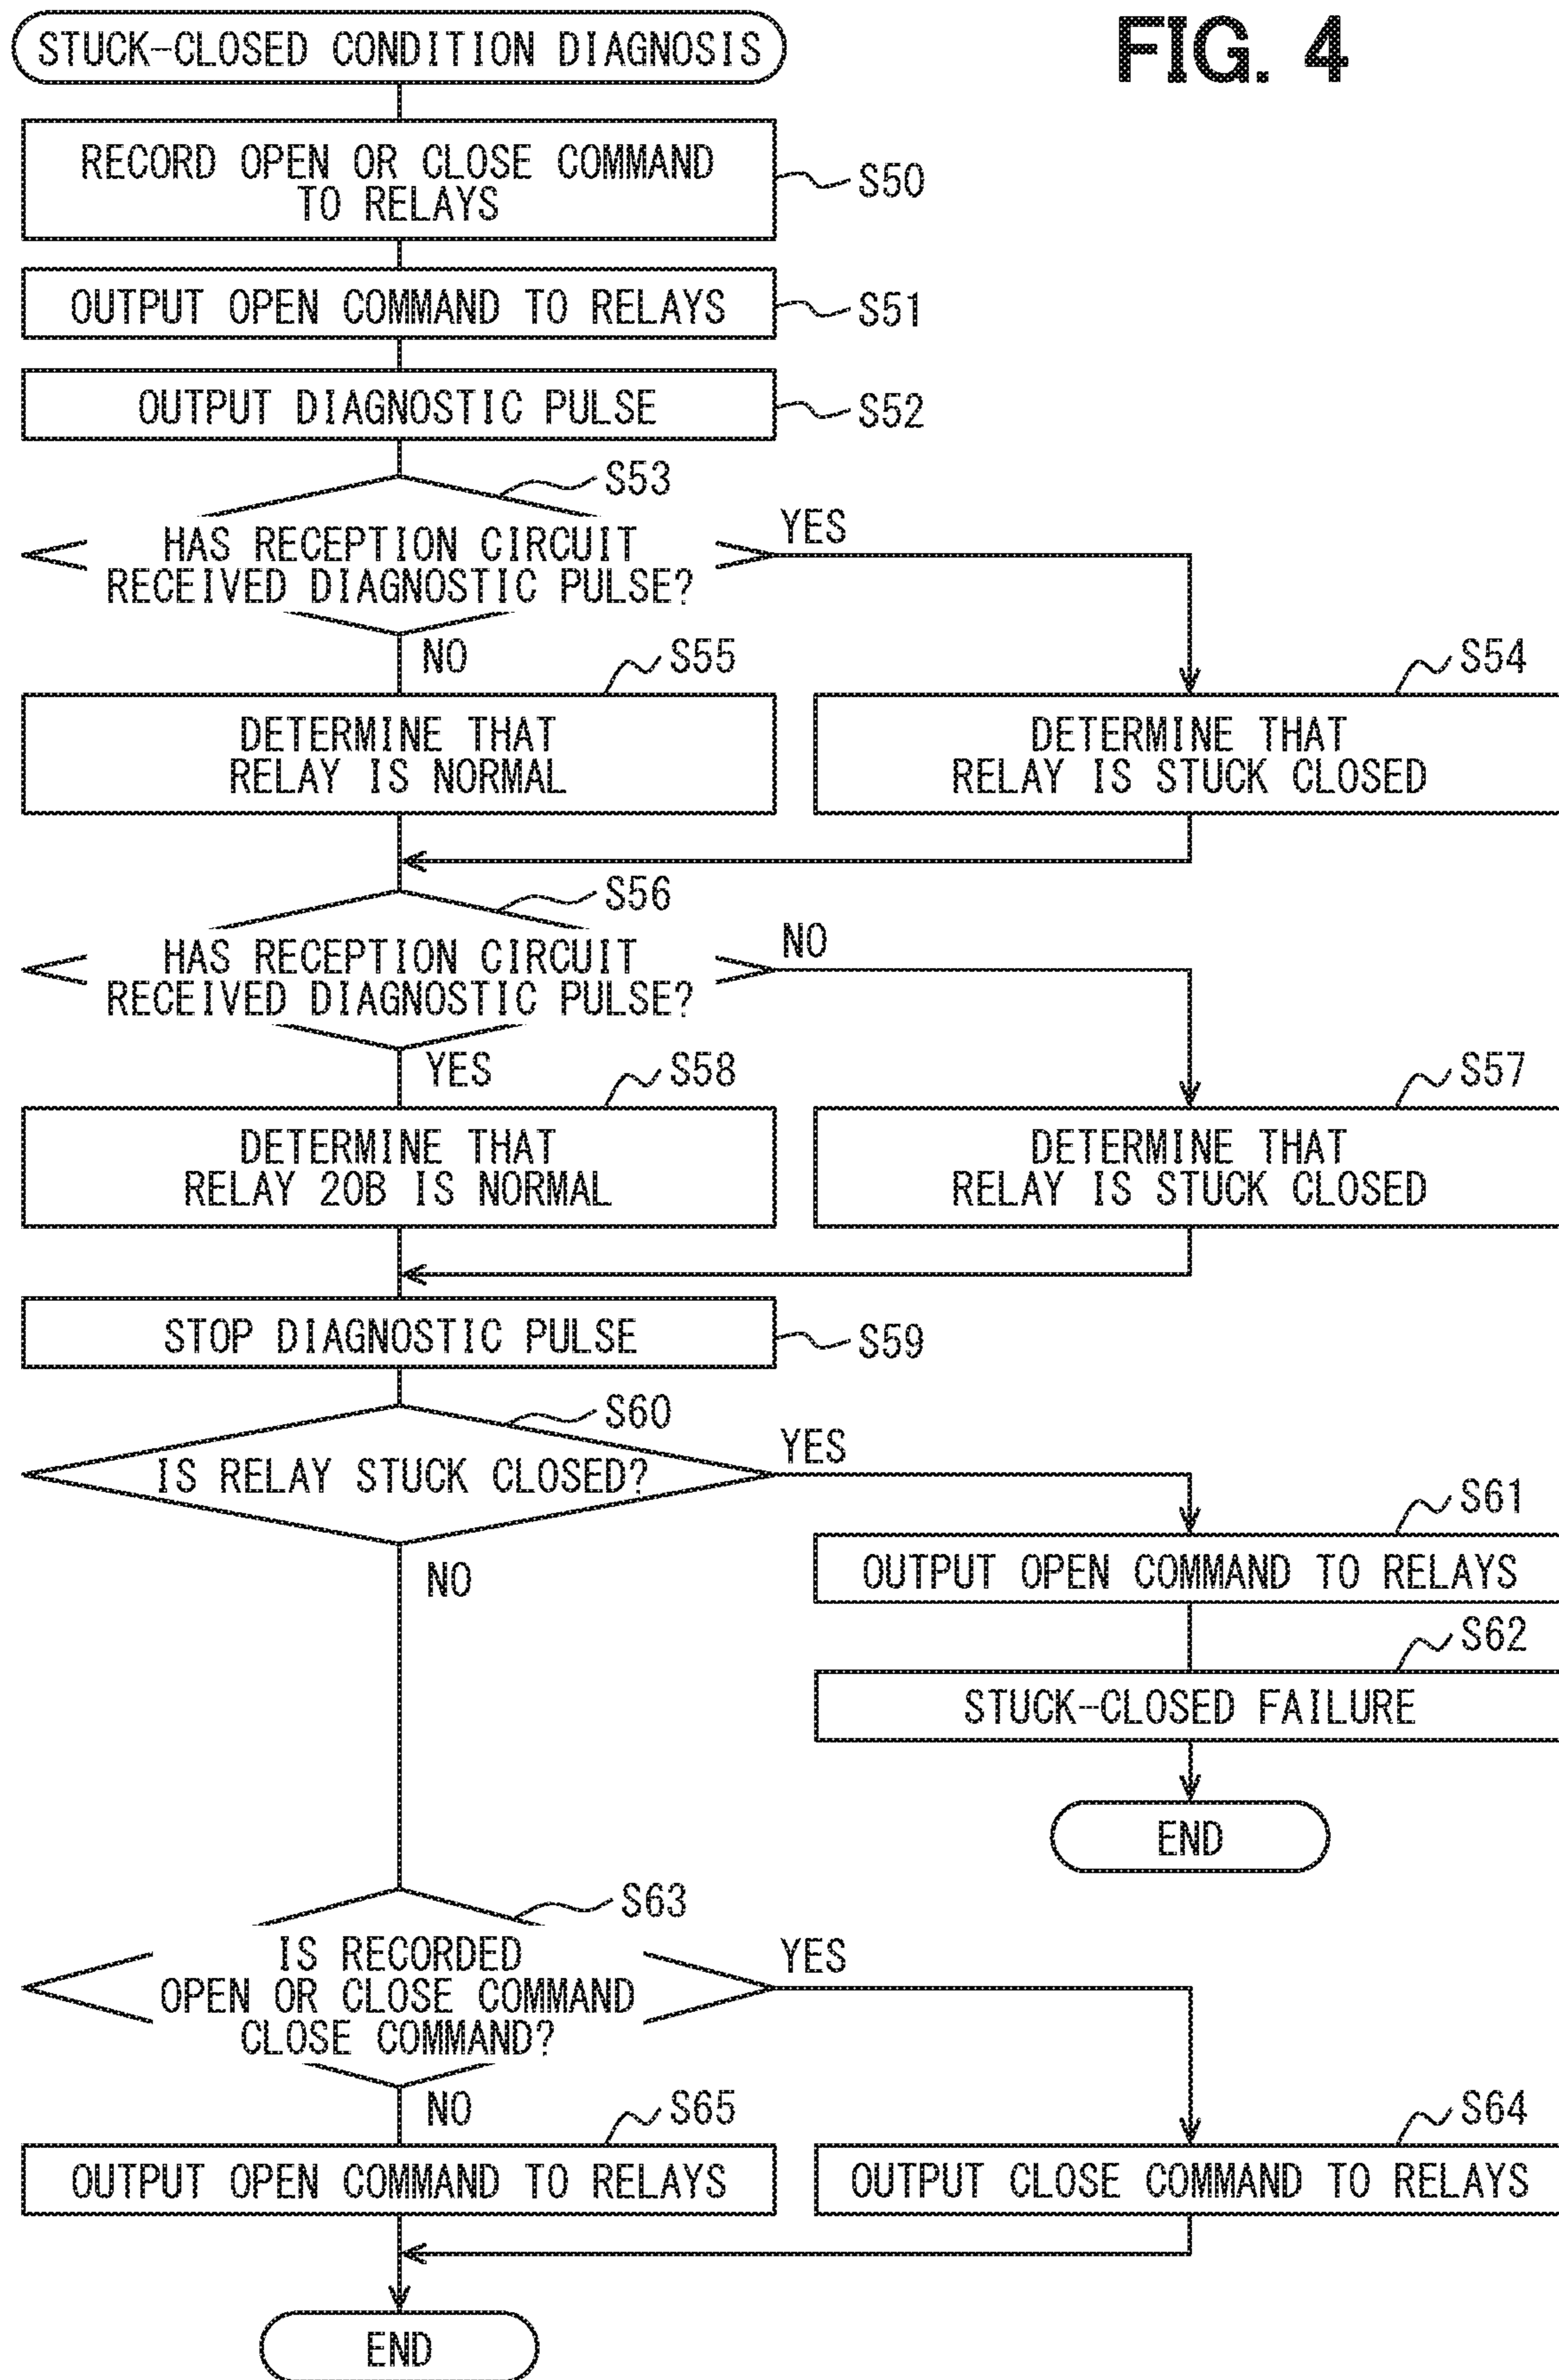 FIG. 4
STUCK-CLOSED CONDITION DIAGNOSIS
RECORD OPEN OR CLOSE COMMAND
TO RELAYS
S50
OUTPUT OPEN COMMAND TO RELAYS
S51
OUTPUT DIAGNOSTIC PULSE
S52
S53
HAS RECEPTION CIRCUIT
RECEIVED DIAGNOSTIC PULSE?
YES
NO
S55
S54
DETERMINE THAT
RELAY IS NORMAL
DETERMINE THAT
RELAY IS STUCK CLOSED
S56
HAS RECEPTION CIRCUIT
RECEIVED DIAGNOSTIC PULSE?
NO
YES
S58
S57
DETERMINE THAT
RELAY 20B IS NORMAL
DETERMINE THAT
RELAY IS STUCK CLOSED
STOP DIAGNOSTIC PULSE
S59
S60
IS RELAY STUCK CLOSED?
YES
NO
S61
OUTPUT OPEN COMMAND TO RELAYS
S62
STUCK-CLOSED FAILURE
END
S63
IS RECORDED
OPEN OR CLOSE COMMAND
CLOSE COMMAND?
YES
NO
S65
S64
OUTPUT OPEN COMMAND TO RELAYS
OUTPUT CLOSE COMMAND TO RELAYS
END